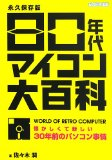 永久保存版
80年代
マイコン
大百科
WORLD OF RETRO COMPUTER
懐かしくて新しい
30年前のパソコン事情
著 佐々木 潤